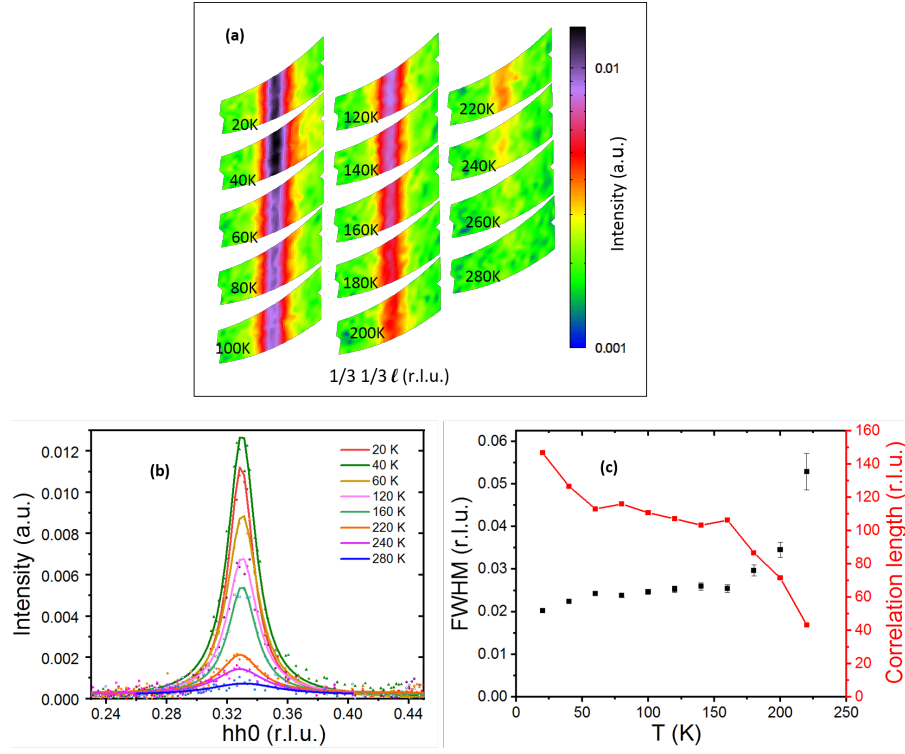 (a)
20K
40K
60K
80K
100K
120K
140K
160K
180K
200K
220K
240K
260K
280K
1/3 1/3 ℓ (r.l.u.)
0.01
0.001
Intensity (a.u.)
(b)
0.012
0.010
0.008
0.006
0.004
0.002
0.000
Intensity (a.u.)
20 K
40 K
60 K
120 K
160 K
220 K
240 K
280 K
0.24 0.28 0.32 0.36 0.40 0.44
hh0 (r.l.u.)
(c)
0.06
0.05
0.04
0.03
0.02
0.01
0.00
FWHM (r.l.u.)
160
140
120
100
80
60
40
20
0
Correlation length (r.l.u.)
0 50 100 150 200 250
T (K)